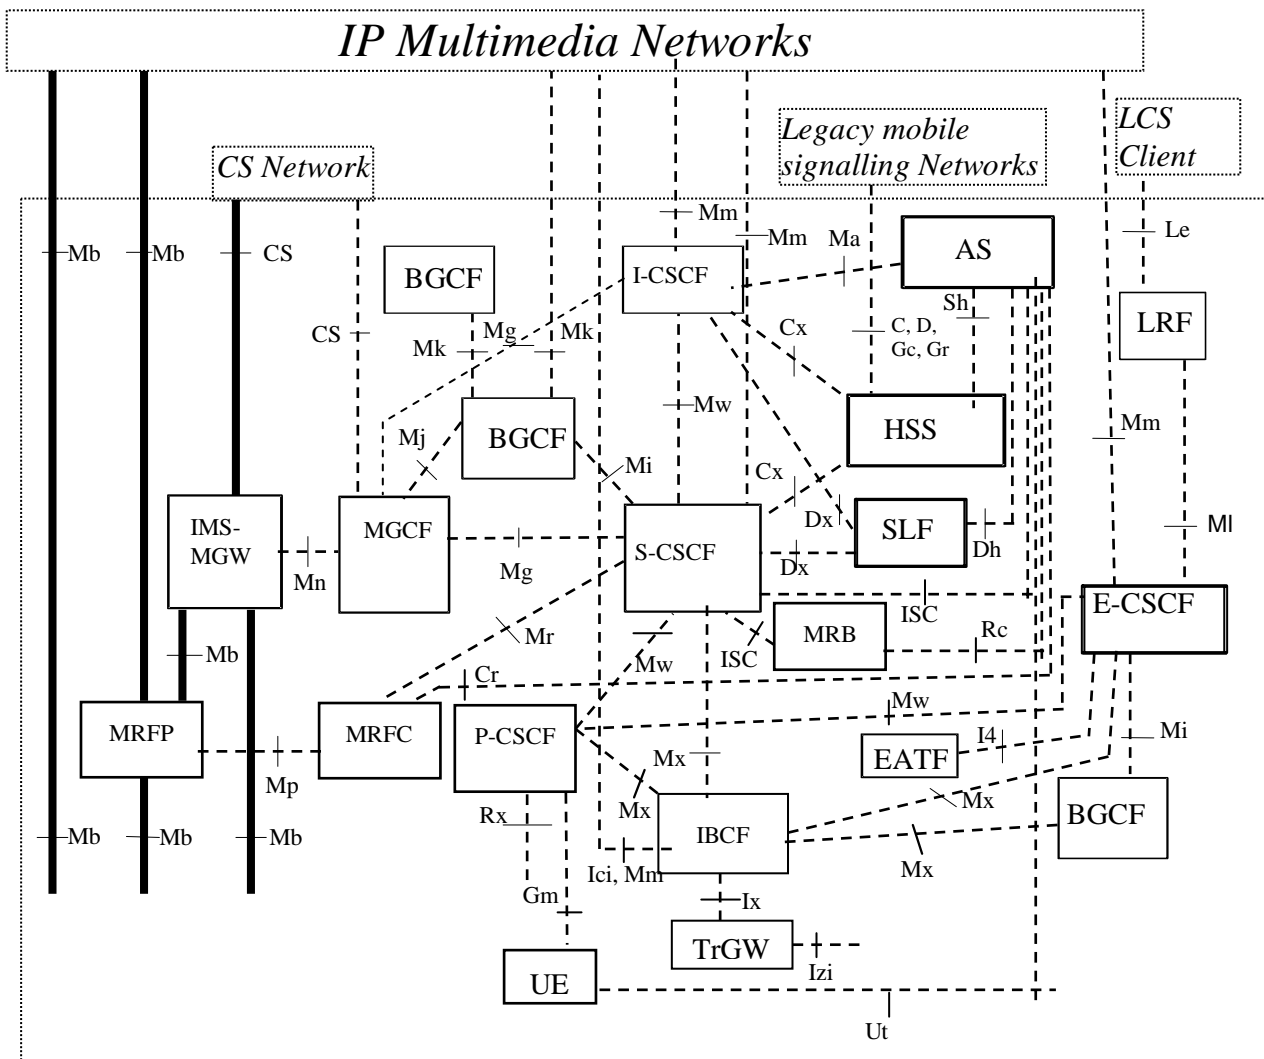 IP Multimedia Networks
CS Network
Legacy mobile
signalling Networks
LCS
Client
Mb
Mb
CS
Mm
Mm
Ma
Le
BGCF
I-CSCF
AS
LRF
CS
Mk
Mg
Mk
Cx
Sh
C, D,
Gc, Gr
Mw
Mj
BGCF
Mi
HSS
Mm
Cx
IMS-
MGW
MGCF
S-CSCF
Dx
SLF
Dh
Ml
Mn
Mg
Dx
ISC
E-CSCF
MRB
Mr
Mb
Mw
ISC
Rc
Cr
Mw
MRFP
MRFC
P-CSCF
I4
EATF
Mi
Mp
Mx
Mx
Mx
BGCF
Rx
IBCF
Mb
Mb
Mb
Ici, Mm
Mx
Gm
Ix
TrGW
Izi
UE
Ut